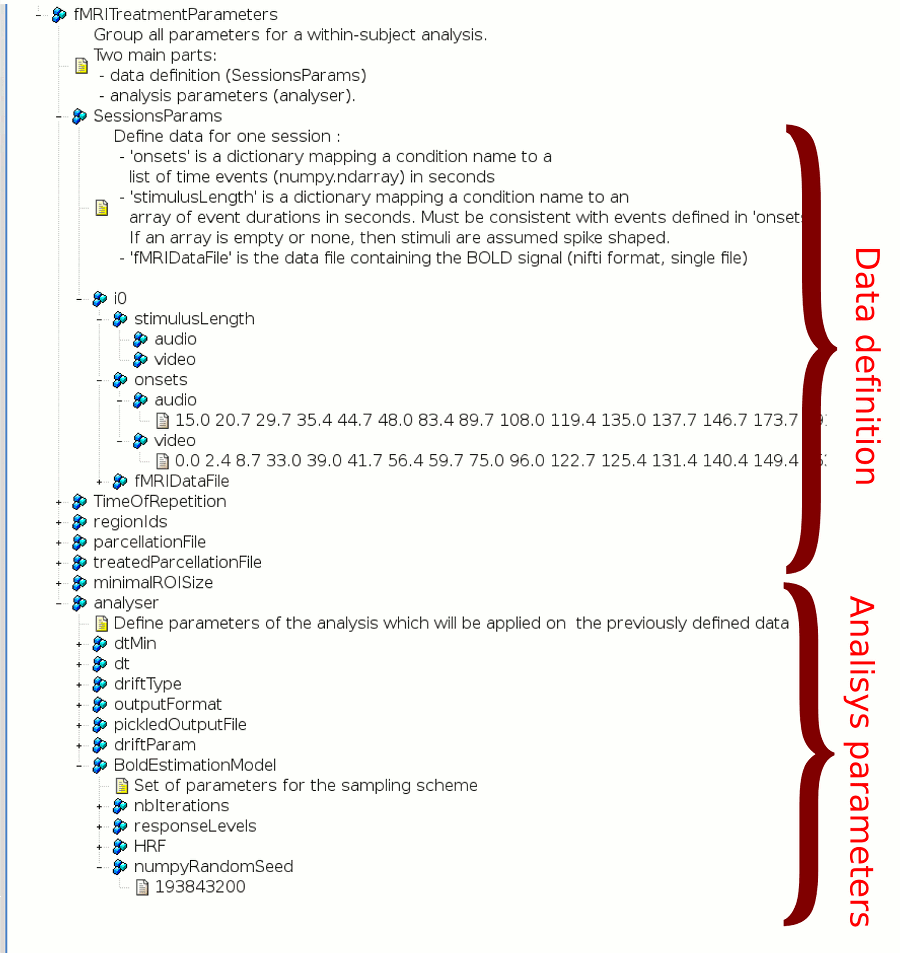 fMRITreatmentParameters
Group all parameters for a within-subject analysis.
Two main parts:
- data definition (SessionsParams)
- analysis parameters (analyser).
SessionsParams
Define data for one session :
- 'onsets' is a dictionary mapping a condition name to a
list of time events (numpy.ndarray) in seconds
- 'stimulusLength' is a dictionary mapping a condition name to an
array of event durations in seconds. Must be consistent with events defined in 'onsets
If an array is empty or none, then stimuli are assumed spike shaped.
- 'fMRIDataFile' is the data file containing the BOLD signal (nifti format, single file)
i0
stimulusLength
audio
video
onsets
audio
15.0 20.7 29.7 35.4 44.7 48.0 83.4 89.7 108.0 119.4 135.0 137.7 146.7 173.7
video
0.0 2.4 8.7 33.0 39.0 41.7 56.4 59.7 75.0 96.0 122.7 125.4 131.4 140.4 149.4
fMRIDataFile
TimeOfRepetition
regionIds
parcellationFile
treatedParcellationFile
minimalROISize
analyser
Define parameters of the analysis which will be applied on  the previously defined data
dtMin
dt
driftType
outputFormat
pickledOutputFile
driftParam
BoldEstimationModel
Set of parameters for the sampling scheme
nbIterations
responseLevels
HRF
numpyRandomSeed
193843200
Data definition
Analisys parameters